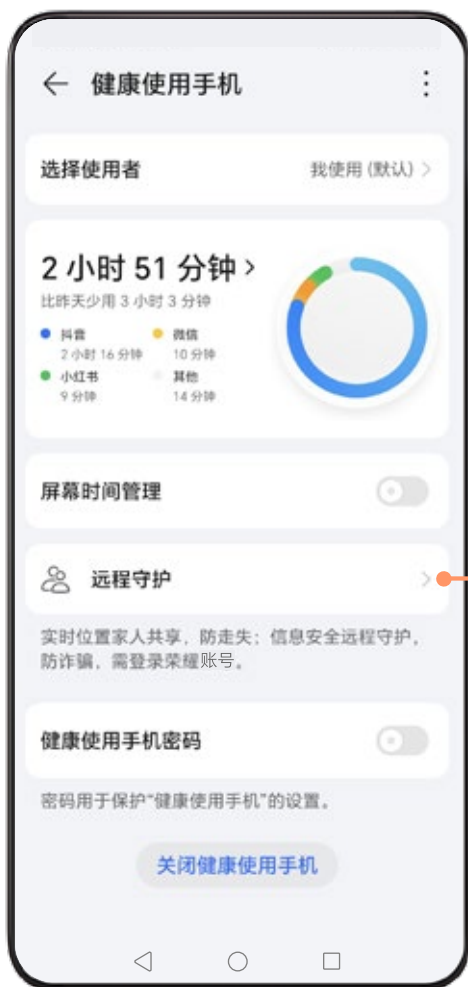 健康使用手机
选择使用者 我使用 (默认)
2 小时 51 分钟
比昨天少用 3 小时 3 分钟
抖音 微信
2 小时 16 分钟 10 分钟
小红书 其他
9 分钟 14 分钟
屏幕时间管理
远程守护
实时位置家人共享，防走失；信息安全远程守护，
防诈骗，需登录荣耀账号。
健康使用手机密码
密码用于保护“健康使用手机”的设置。
关闭健康使用手机